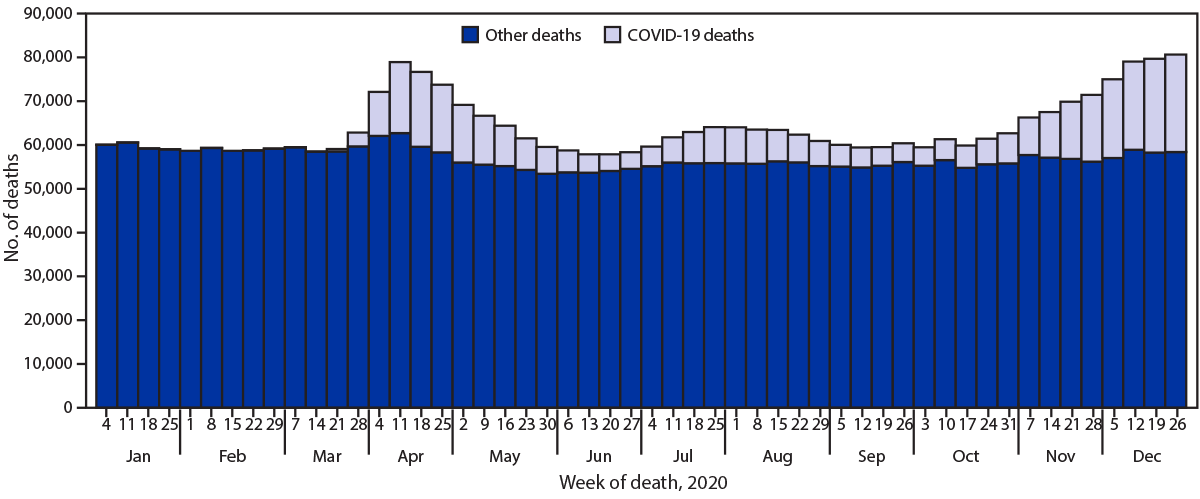 90,000
80,000
70,000
60,000
50,000
40,000
30,000
20,000
10,000
0
No. of deaths
Other deaths COVID-19 deaths
4 11 18 25 1 8 15 22 29 7 14 21 28 4 11 18 25 2 9 16 23 30 6 13 20 27 4 11 18 25 1 8 15 22 29 5 12 19 26 3 10 17 24 31 7 14 21 28 5 12 19 26
Jan Feb Mar Apr May Jun Jul Aug Sep Oct Nov Dec
Week of death, 2020